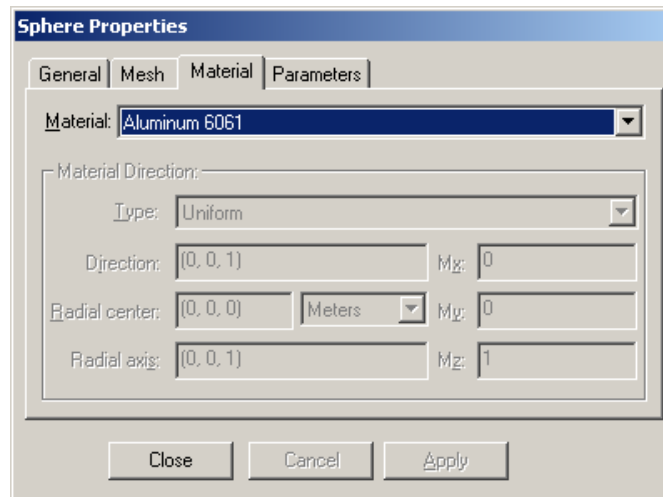 Sphere Properties
General Mesh Material Parameters
Material: Aluminum 6061
Material Direction:
Type: Uniform
Direction: (0, 0, 1) Mx: 0
Radial center: (0, 0, 0) Meters My: 0
Radial axis: (0, 0, 1) Mz: 1
Close Cancel Apply